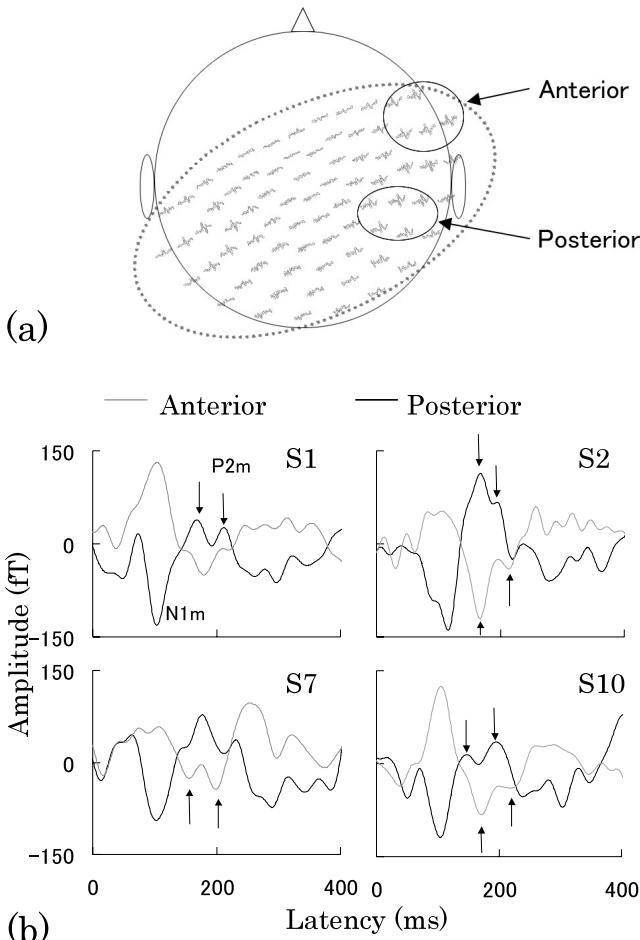 Anterior
Posterior
(a)
Anterior Posterior
150 P2m S1 S2
0
N1m
-150
Amplitude (fT)
150 S7 S10
0
-150
0 200 400 0 200 400
Latency (ms)
(b)